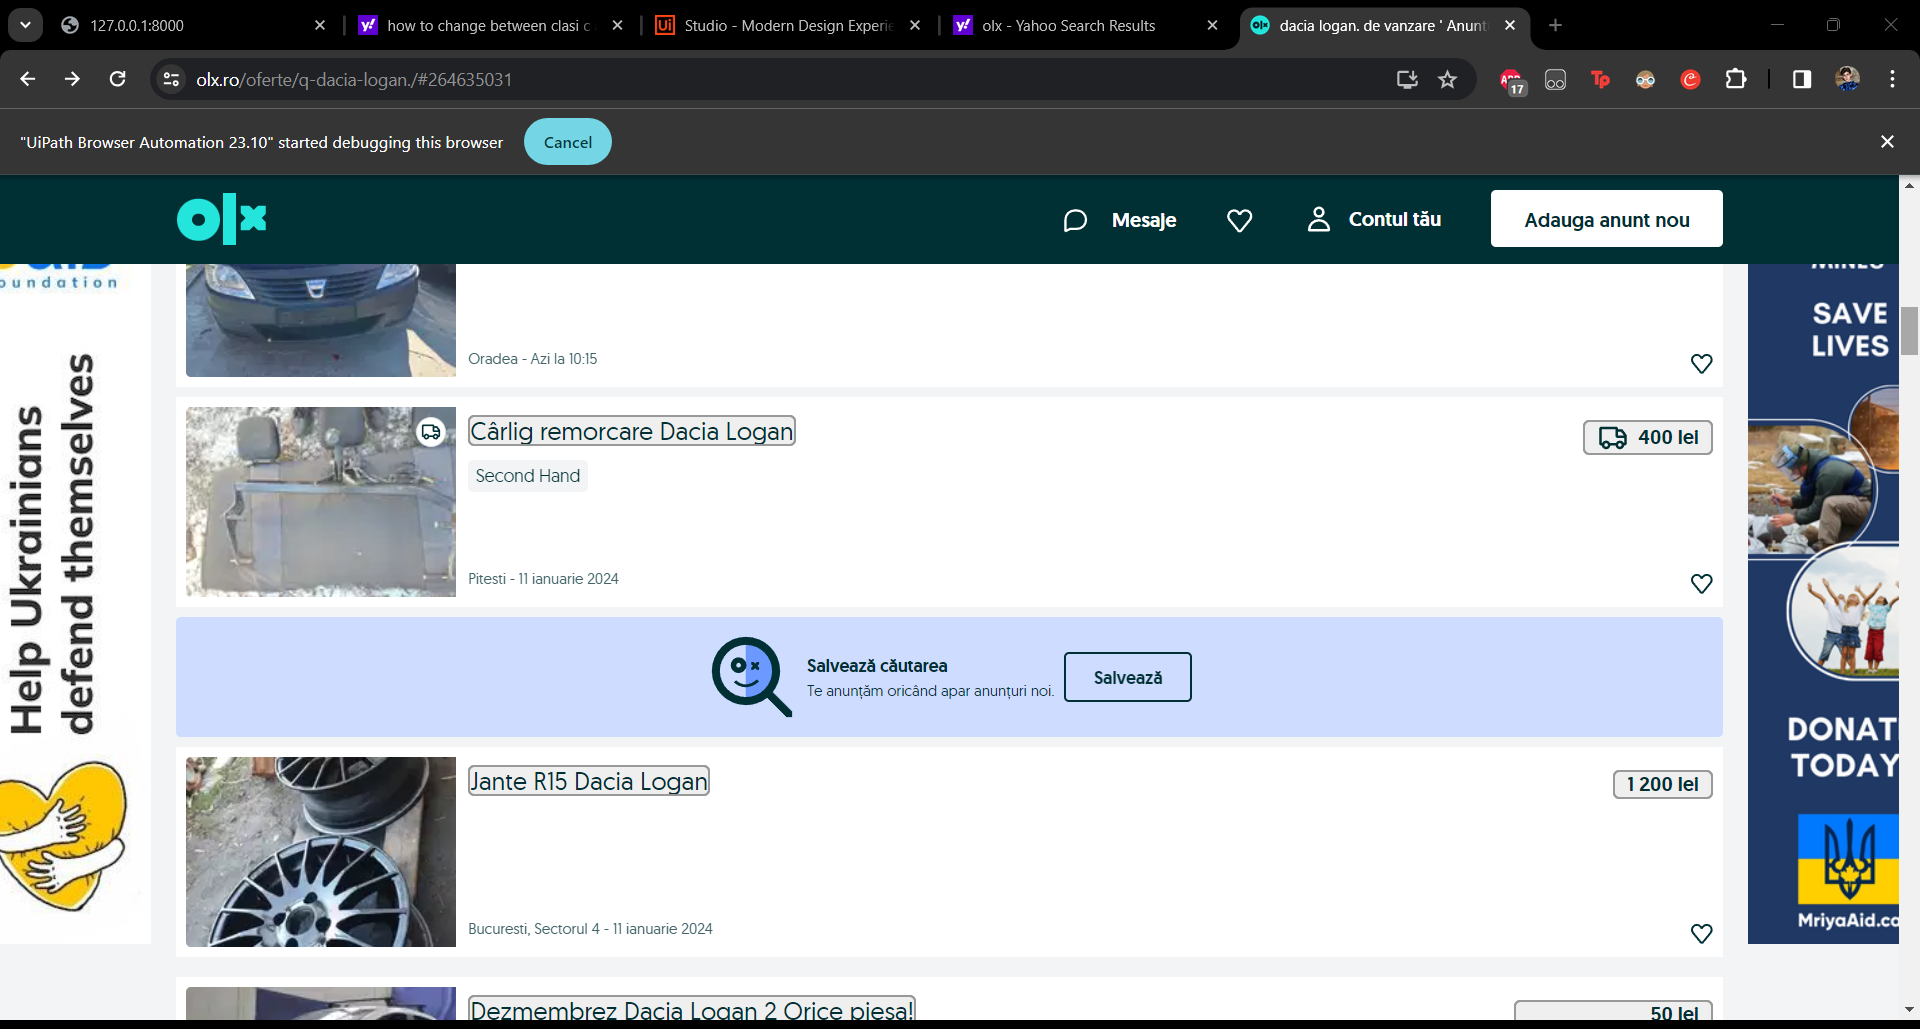 127.0.0.1:8000
how to change between clasi c
Studio - Modern Design Experie
olx - Yahoo Search Results
dacia logan. de vanzare ' Anunt
olx.ro/oferte/q-dacia-logan./#264635031
17
"UiPath Browser Automation 23.10" started debugging this browser
Cancel
olx
Mesaje
Contul tău
Adauga anunt nou
oundation
Help Ukrainians
defend themselves
Oradea - Azi la 10:15
Cârlig remorcare Dacia Logan
400 lei
Second Hand
Pitesti - 11 ianuarie 2024
Salvează căutarea
Te anunțăm oricând apar anunțuri noi.
Salvează
Jante R15 Dacia Logan
1 200 lei
Bucuresti, Sectorul 4 - 11 ianuarie 2024
Dezmembrez Dacia Logan 2 Orice piesa!
50 lei
MINES
SAVE
LIVES
DONAT
TODAY
MriyaAid.ca